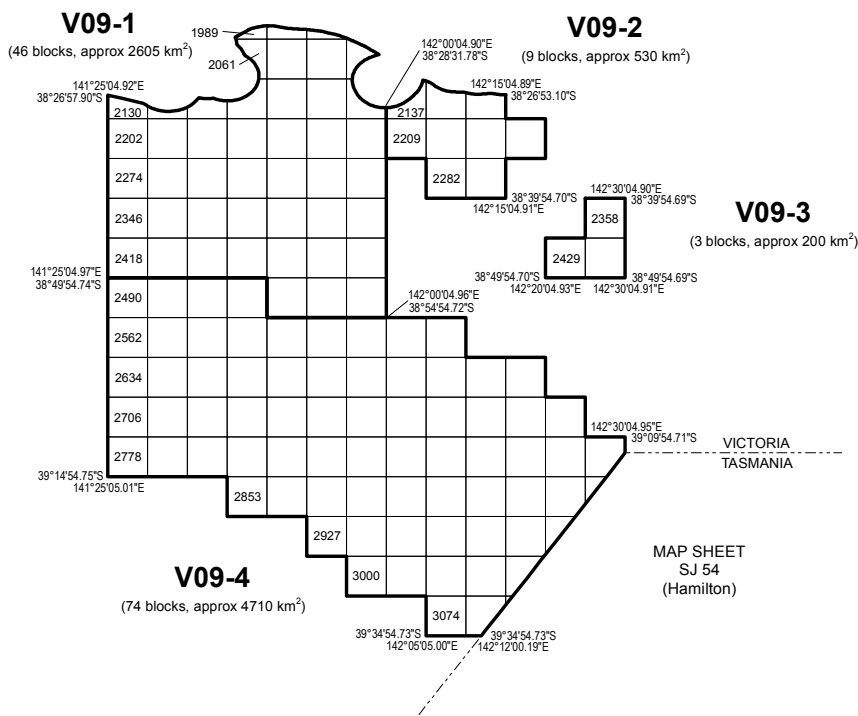 V09-1
(46 blocks, approx 2605 km²)
1989
2061
142°00'04.90"E
38°28'31.78"S
V09-2
(9 blocks, approx 530 km²)
141°25'04.92"E
38°26'57.90"S
142°15'04.89"E
38°26'53.10"S
2130
2137
2202
2209
2274
2282
38°39'54.70"S
142°15'04.91"E
142°30'04.90"E
38°39'54.69"S
V09-3
(3 blocks, approx 200 km²)
2346
2358
2418
2429
141°25'04.97"E
38°49'54.74"S
38°49'54.70"S
142°20'04.93"E
38°49'54.69"S
142°30'04.91"E
2490
142°00'04.96"E
38°54'54.72"S
2562
2634
2706
142°30'04.95"E
39°09'54.71"S
VICTORIA
TASMANIA
2778
39°14'54.75"S
141°25'05.01"E
2853
2927
V09-4
(74 blocks, approx 4710 km²)
3000
MAP SHEET
SJ 54
(Hamilton)
3074
39°34'54.73"S
142°05'05.00"E
39°34'54.73"S
142°12'00.19"E